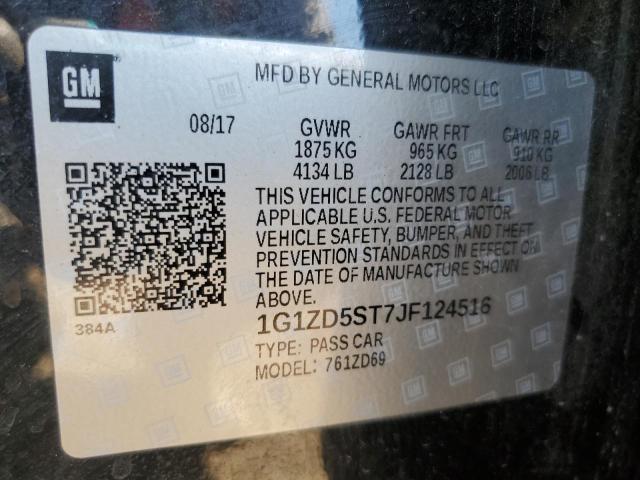 GM
MFD BY GENERAL MOTORS LLC
08/17 GVWR GAWR FRT GAWR RR
1875 KG 965 KG 910 KG
4134 LB 2128 LB 2006 LB
THIS VEHICLE CONFORMS TO ALL
APPLICABLE U.S. FEDERAL MOTOR
VEHICLE SAFETY, BUMPER, AND THEFT
PREVENTION STANDARDS IN EFFECT ON
THE DATE OF MANUFACTURE SHOWN
ABOVE.
384A
1G1ZD5ST7JF124516
TYPE: PASS CAR
MODEL: 761ZD69